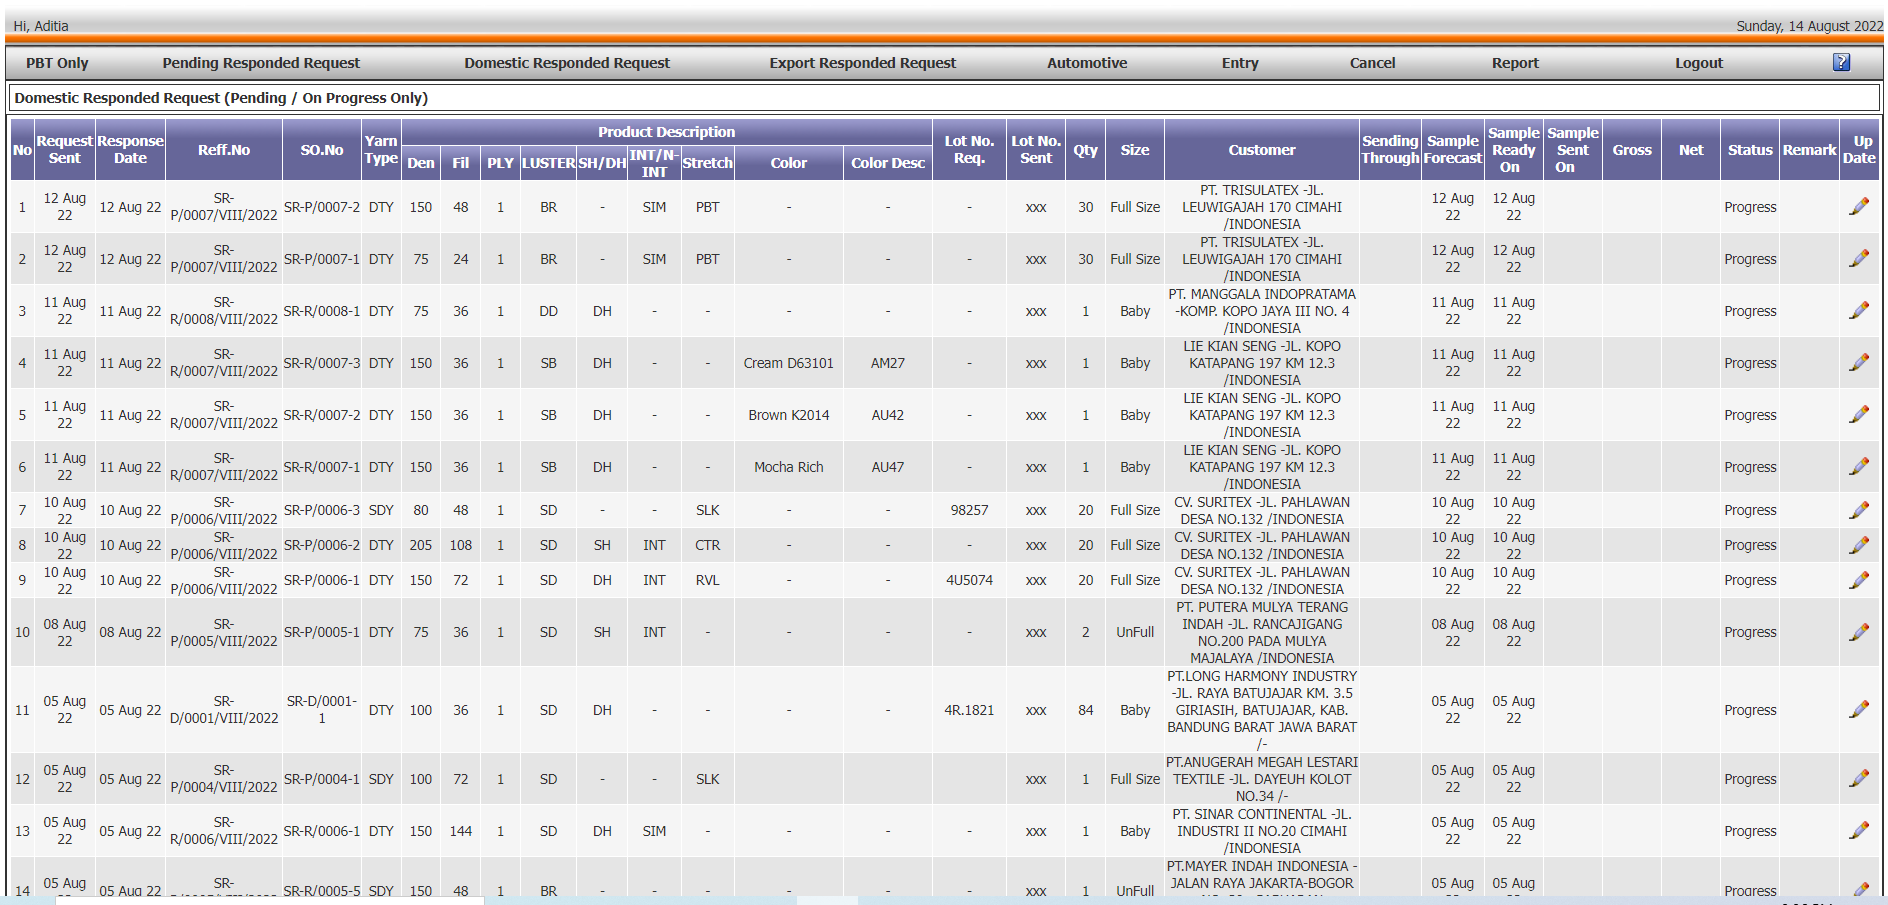 Hi, Aditia
Sunday, 14 August 2022
PBT Only Pending Responded Request Domestic Responded Request Export Responded Request Automotive Entry Cancel Report Logout ?
Domestic Responded Request (Pending / On Progress Only)
No Request Sent Response Date Reff.No SO.No Yarn Type Product Description Lot No. Req. Lot No. Sent Qty Size Customer Sending Through Sample Forecast Sample Ready On Sample Sent On Gross Net Status Remark Up Date
Den Fil PLY LUSTER SH/DH INT/N-INT Stretch Color Color Desc
1 12 Aug 22 12 Aug 22 SR-P/0007/VIII/2022 SR-P/0007-2 DTY 150 48 1 BR - SIM PBT - - - xxx 30 Full Size PT. TRISULATEX -JL. LEUWIGAJAH 170 CIMAHI /INDONESIA 12 Aug 22 12 Aug 22 Progress
2 12 Aug 22 12 Aug 22 SR-P/0007/VIII/2022 SR-P/0007-1 DTY 75 24 1 BR - SIM PBT - - - xxx 30 Full Size PT. TRISULATEX -JL. LEUWIGAJAH 170 CIMAHI /INDONESIA 12 Aug 22 12 Aug 22 Progress
3 11 Aug 22 11 Aug 22 SR-R/0008/VIII/2022 SR-R/0008-1 DTY 75 36 1 DD DH - - - - - xxx 1 Baby PT. MANGGALA INDOPRATAMA -KOMP. KOPO JAYA III NO. 4 /INDONESIA 11 Aug 22 11 Aug 22 Progress
4 11 Aug 22 11 Aug 22 SR-R/0007/VIII/2022 SR-R/0007-3 DTY 150 36 1 SB DH - - Cream D63101 AM27 - xxx 1 Baby LIE KIAN SENG -JL. KOPO KATAPANG 197 KM 12.3 /INDONESIA 11 Aug 22 11 Aug 22 Progress
5 11 Aug 22 11 Aug 22 SR-R/0007/VIII/2022 SR-R/0007-2 DTY 150 36 1 SB DH - - Brown K2014 AU42 - xxx 1 Baby LIE KIAN SENG -JL. KOPO KATAPANG 197 KM 12.3 /INDONESIA 11 Aug 22 11 Aug 22 Progress
6 11 Aug 22 11 Aug 22 SR-R/0007/VIII/2022 SR-R/0007-1 DTY 150 36 1 SB DH - - Mocha Rich AU47 - xxx 1 Baby LIE KIAN SENG -JL. KOPO KATAPANG 197 KM 12.3 /INDONESIA 11 Aug 22 11 Aug 22 Progress
7 10 Aug 22 10 Aug 22 SR-P/0006/VIII/2022 SR-P/0006-3 SDY 80 48 1 SD - - SLK - - 98257 xxx 20 Full Size CV. SURITEX -JL. PAHLAWAN DESA NO.132 /INDONESIA 10 Aug 22 10 Aug 22 Progress
8 10 Aug 22 10 Aug 22 SR-P/0006/VIII/2022 SR-P/0006-2 DTY 205 108 1 SD SH INT CTR - - - xxx 20 Full Size CV. SURITEX -JL. PAHLAWAN DESA NO.132 /INDONESIA 10 Aug 22 10 Aug 22 Progress
9 10 Aug 22 10 Aug 22 SR-P/0006/VIII/2022 SR-P/0006-1 DTY 150 72 1 SD DH INT RVL - - 4U5074 xxx 20 Full Size CV. SURITEX -JL. PAHLAWAN DESA NO.132 /INDONESIA 10 Aug 22 10 Aug 22 Progress
10 08 Aug 22 08 Aug 22 SR-P/0005/VIII/2022 SR-P/0005-1 DTY 75 36 1 SD SH INT - - - - xxx 2 UnFull PT. PUTERA MULYA TERANG INDAH -JL. RANCAJIGANG NO.200 PADA MULYA MAJALAYA /INDONESIA 08 Aug 22 08 Aug 22 Progress
11 05 Aug 22 05 Aug 22 SR-D/0001/VIII/2022 SR-D/0001-1 DTY 100 36 1 SD DH - - - - 4R.1821 xxx 84 Baby PT.LONG HARMONY INDUSTRY -JL. RAYA BATUJAJAR KM. 3.5 GIRIASIH, BATUJAJAR, KAB. BANDUNG BARAT JAWA BARAT /- 05 Aug 22 05 Aug 22 Progress
12 05 Aug 22 05 Aug 22 SR-P/0004/VIII/2022 SR-P/0004-1 SDY 100 72 1 SD - - SLK xxx 1 Full Size PT.ANUGERAH MEGAH LESTARI TEXTILE -JL. DAYEUH KOLOT NO.34 /- 05 Aug 22 05 Aug 22 Progress
13 05 Aug 22 05 Aug 22 SR-R/0006/VIII/2022 SR-R/0006-1 DTY 150 144 1 SD DH SIM - - - - xxx 1 Baby PT. SINAR CONTINENTAL -JL. INDUSTRI II NO.20 CIMAHI /INDONESIA 05 Aug 22 05 Aug 22 Progress
14 05 Aug 05 Aug 22 SR- SR-R/0005-5 SDY 150 48 1 BR - - - - - - xxx 1 UnFull PT.MAYER INDAH INDONESIA - JALAN RAYA JAKARTA-BOGOR 05 Aug 05 Aug Progress